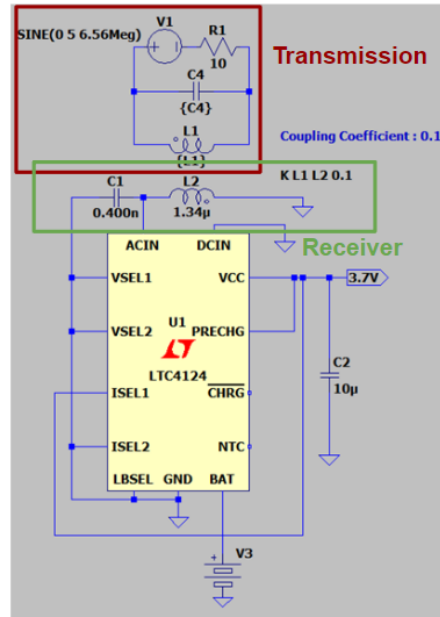 SINE(0 5 6.56Meg)
V1
R1
10
Transmission
C4
{C4}
L1
{L1}
Coupling Coefficient : 0.1
C1
0.400n
L2
1.34µ
K L1 L2 0.1
Receiver
ACIN
DCIN
VSEL1
VCC
3.7V
VSEL2
U1
PRECHG
LTC4124
C2
10µ
ISEL1
CHRG
ISEL2
NTC
LBSEL
GND
BAT
V3